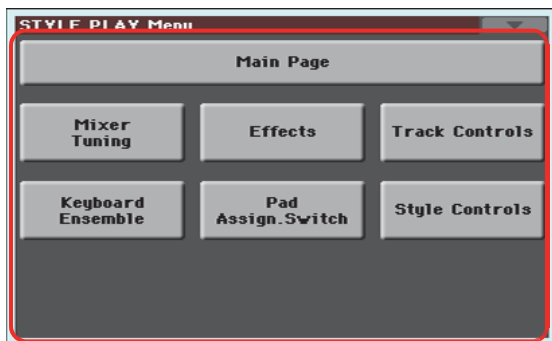 STYLE PLAY Menu
Main Page
Mixer
Tuning
Effects
Track Controls
Keyboard
Ensemble
Pad
Assign.Switch
Style Controls